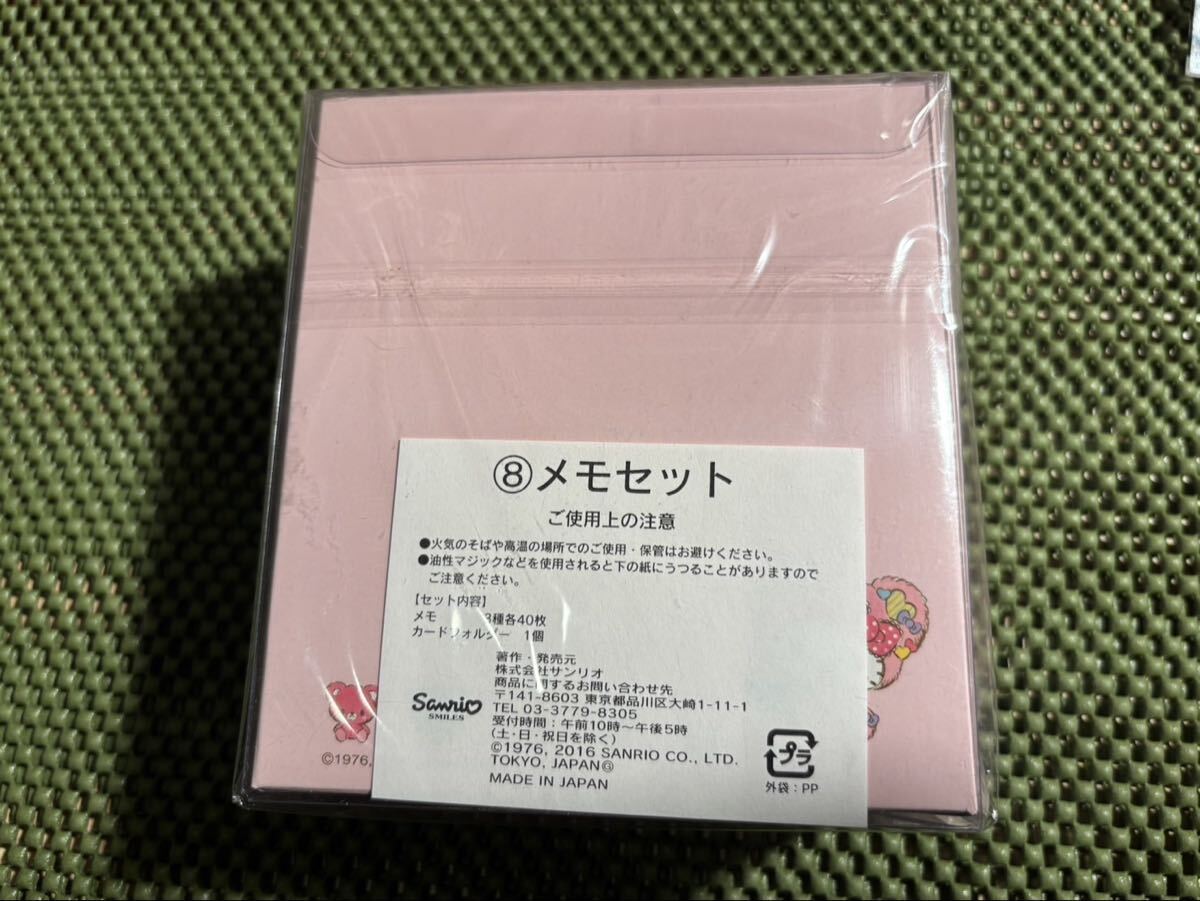 ⑧メモセット
ご使用上の注意
●火気のそばや高温の場所でのご使用・保管はお避けください。
●油性マジックなどを使用されると下の紙にうつることがありますので
ご注意ください。
【セット内容】
メモ 3種各40枚
カードフォルダー 1個
著作・発売元
株式会社サンリオ
商品に関するお問い合わせ先
〒141-8603 東京都品川区大崎1-11-1
TEL 03-3779-8305
受付時間：午前10時～午後5時
(土・日・祝日を除く)
©1976, 2016 SANRIO CO., LTD.
TOKYO, JAPANⒼ
MADE IN JAPAN
Sanrio
SMILES
プラ
外袋：PP
©1976,